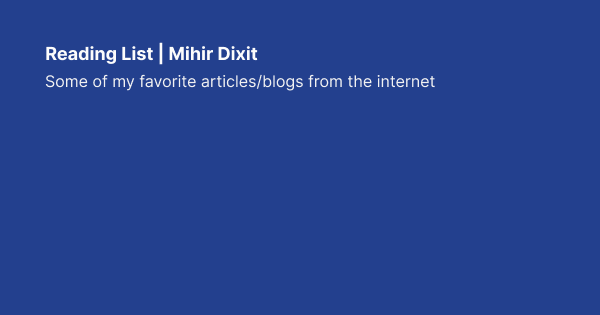 Reading List | Mihir Dixit
Some of my favorite articles/blogs from the internet